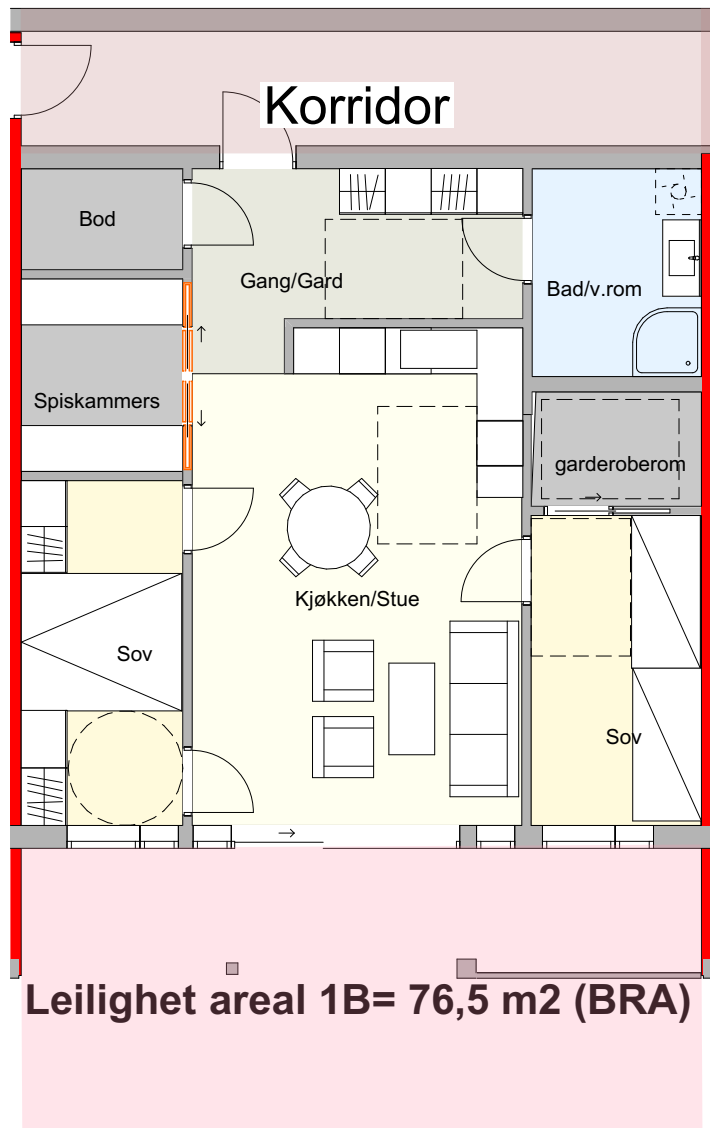 Korridor
Bod
Gang/Gard
Bad/v.rom
Spiskammers
garderoberom
Kjøkken/Stue
Sov
Sov
Leilighet areal 1B= 76,5 m2 (BRA)